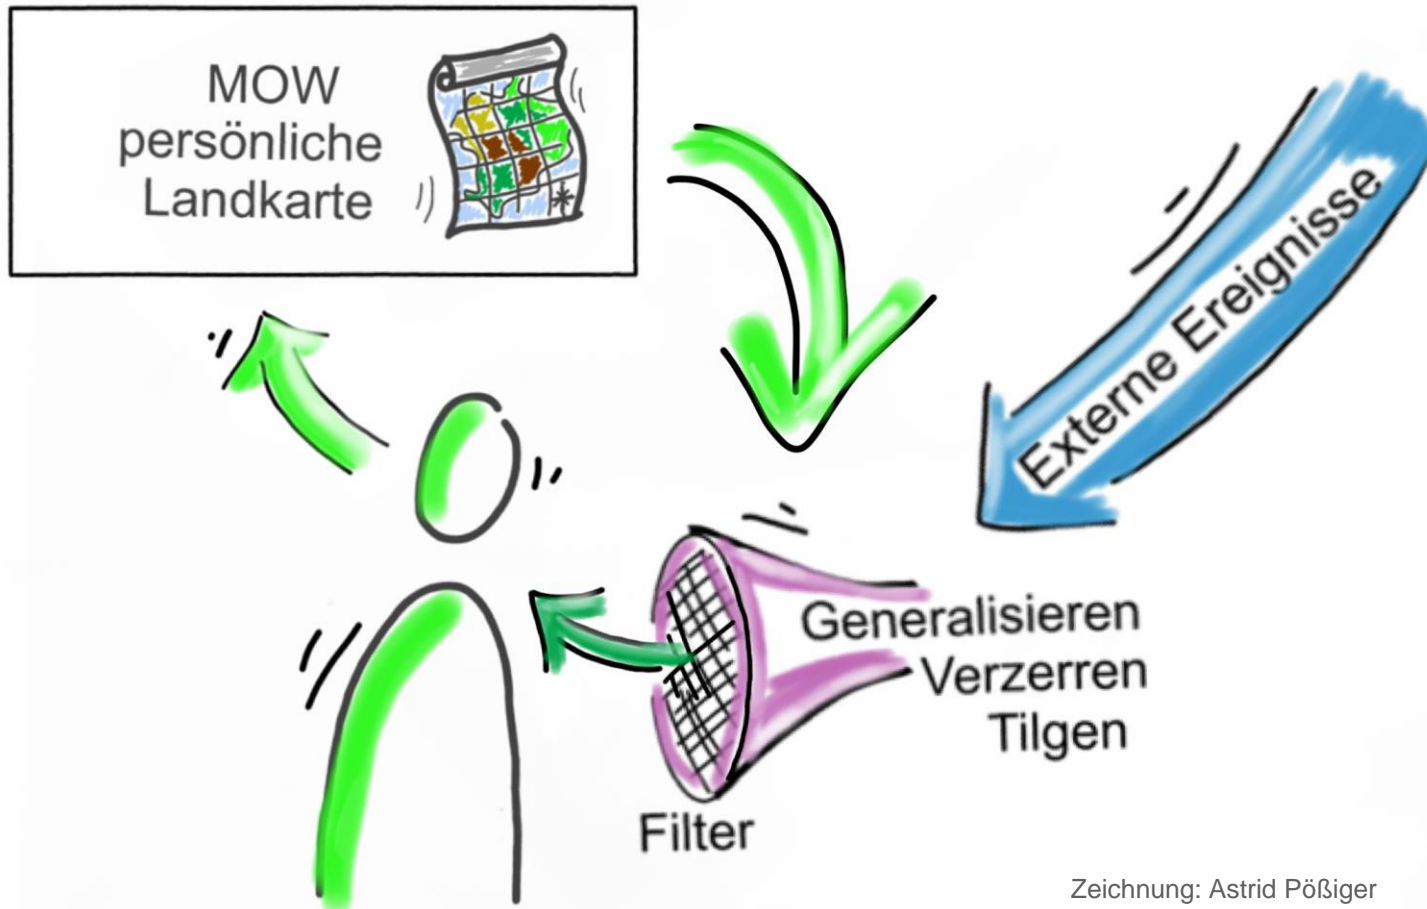 MOW
persönliche
Landkarte
Externe Ereignisse
Generalisieren
Verzerren
Tilgen
Filter
Zeichnung: Astrid Pößiger